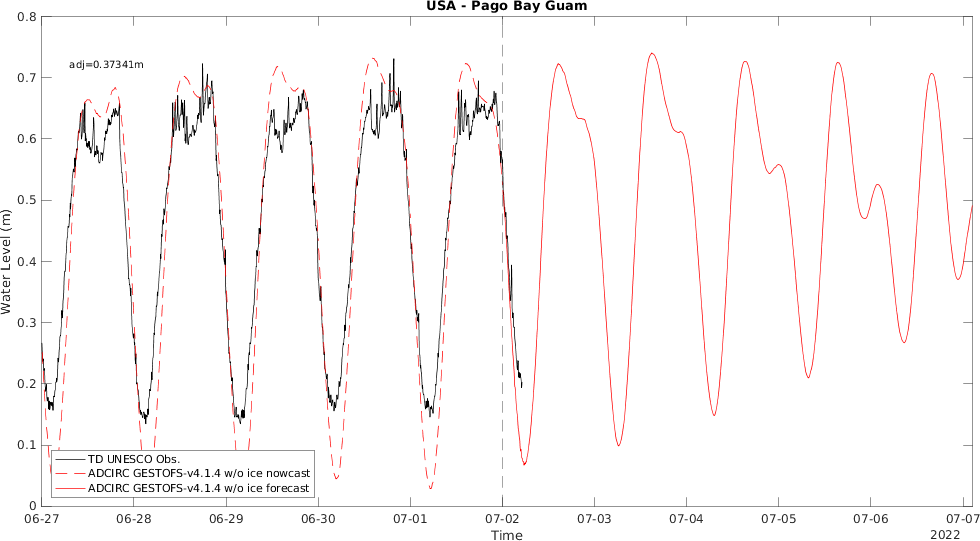 USA - Pago Bay Guam
0.8
0.7
0.6
0.5
0.4
0.3
0.2
0.1
0
Water Level (m)
adj=0.37341m
TD UNESCO Obs.
ADCIRC GESTOFS-v4.1.4 w/o ice nowcast
ADCIRC GESTOFS-v4.1.4 w/o ice forecast
06-27 06-28 06-29 06-30 07-01 07-02 07-03 07-04 07-05 07-06 07-07
Time
2022